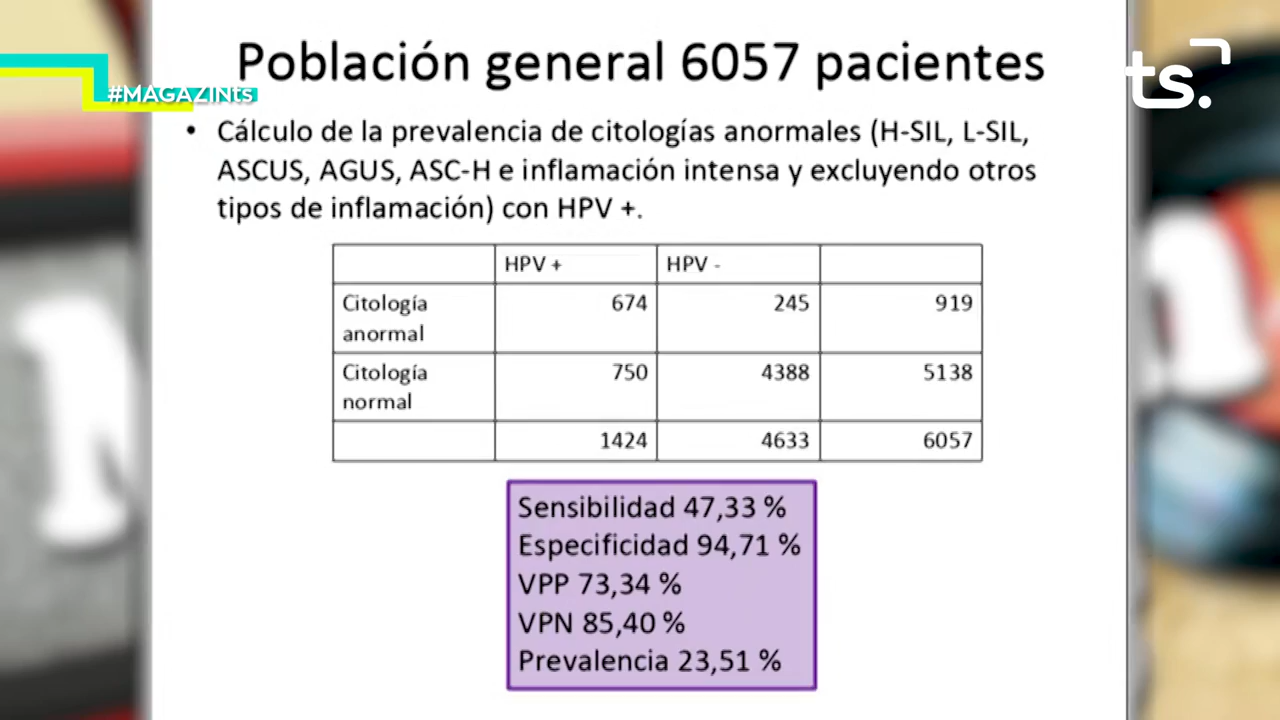 Población general 6057 pacientes
#MAGAZINts
ts.
• Cálculo de la prevalencia de citologías anormales (H-SIL, L-SIL,
ASCUS, AGUS, ASC-H e inflamación intensa y excluyendo otros
tipos de inflamación) con HPV +.
HPV + HPV -
Citología anormal 674 245 919
Citología normal 750 4388 5138
1424 4633 6057
Sensibilidad 47,33 %
Especificidad 94,71 %
VPP 73,34 %
VPN 85,40 %
Prevalencia 23,51 %